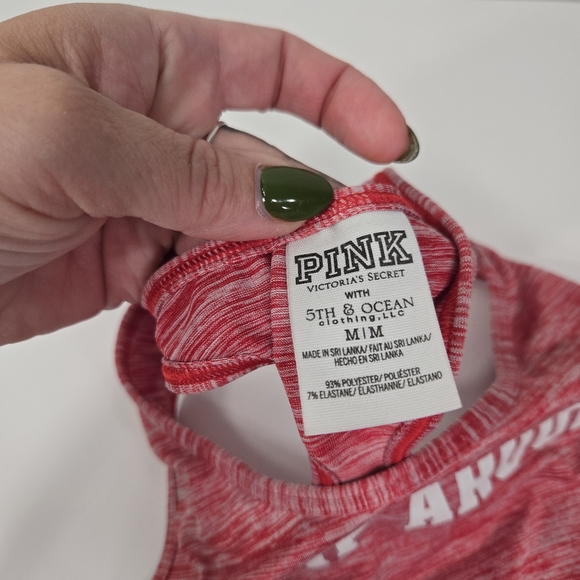 PINK
VICTORIA'S SECRET
WITH
5TH & OCEAN
clothing, LLC
M|M
MADE IN SRI LANKA/ FAIT AU SRI LANKA/
HECHO EN SRI LANKA
93% POLYESTER/ POLIÉSTER
7% ELASTANE/ ELASTHANNE/ ELASTANO